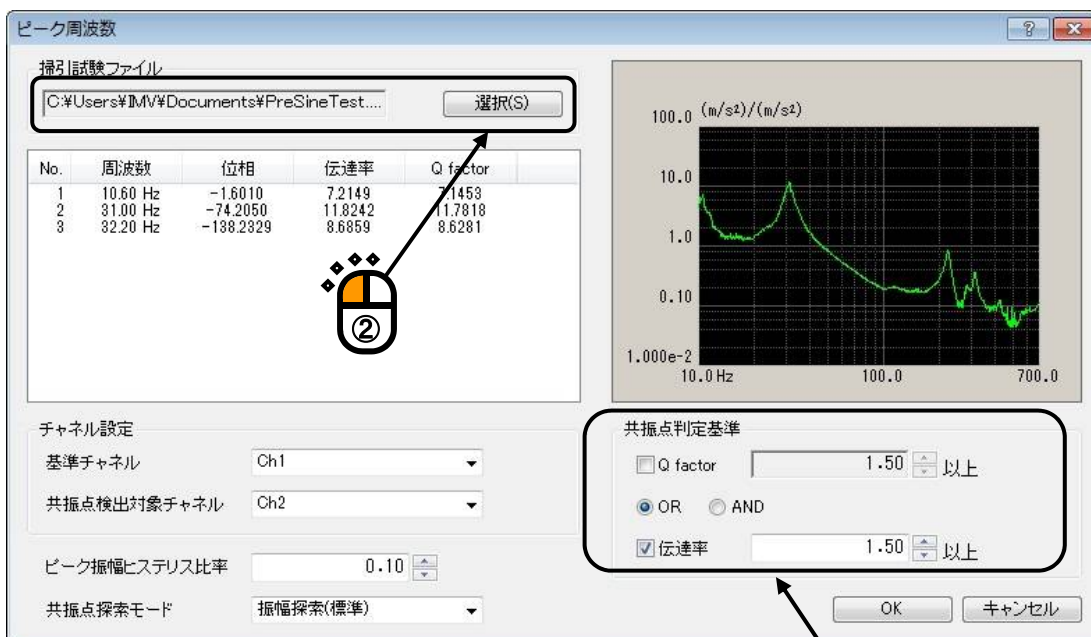 ピーク周波数
掃引試験ファイル
C:¥Users¥IMV¥Documents¥PreSineTest.... 選択(S)
No. 周波数 位相 伝達率 Q factor
1 10.60 Hz -1.6010 7.2149 7.1453
2 31.00 Hz -74.2050 11.8242 11.7818
3 32.20 Hz -138.2329 8.6859 8.6281
②
100.0 (m/s²)/(m/s²)
10.0
1.0
0.10
1.000e-2
10.0 Hz 100.0 700.0
チャネル設定
基準チャネル Ch1
共振点検出対象チャネル Ch2
ピーク振幅ヒステリス比率 0.10
共振点探索モード 振幅探索(標準)
共振点判定基準
Q factor 1.50 以上
OR AND
伝達率 1.50 以上
OK キャンセル